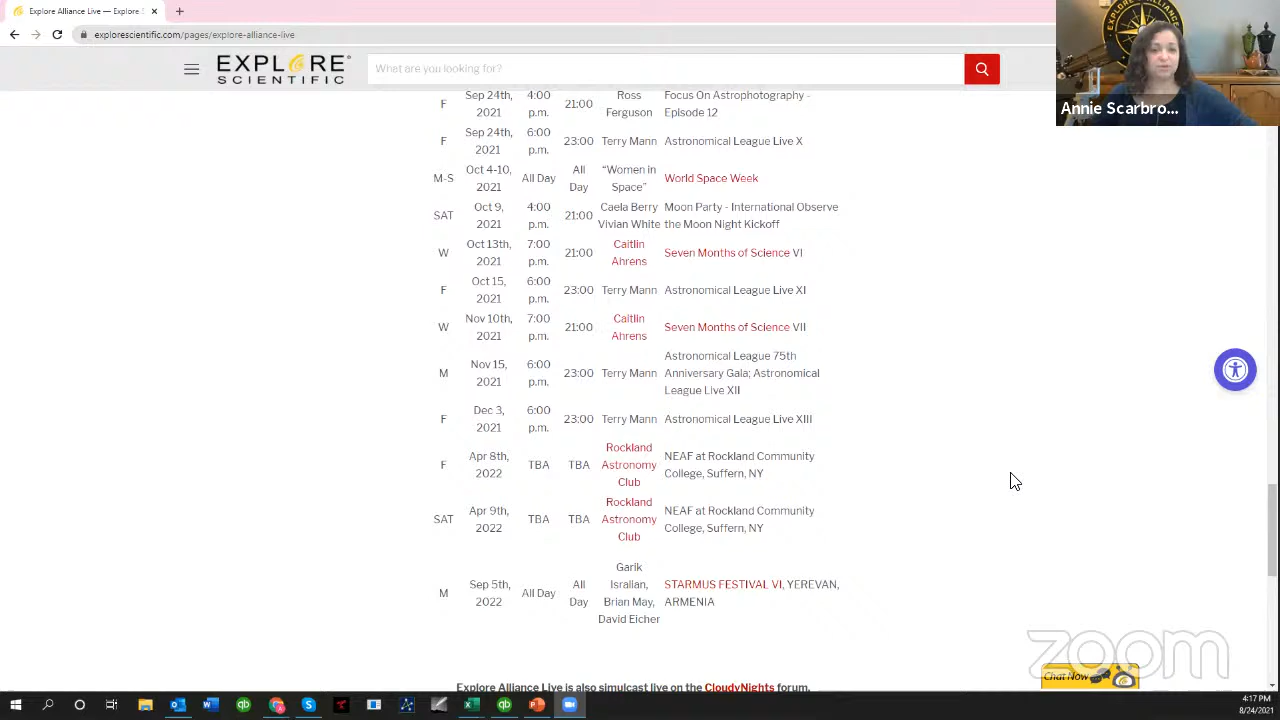 Explore Alliance Live — explore S
explorescientific.com/pages/explore-alliance-live
EXPLORE
SCIENTIFIC
What are you looking for?
EXPLORE ALLIANCE
Annie Scarbro...
F Sep 24th, 2021 4:00 p.m. 21:00 Ross Ferguson Focus On Astrophotography - Episode 12
F Sep 24th, 2021 6:00 p.m. 23:00 Terry Mann Astronomical League Live X
M-S Oct 4-10, 2021 All Day All Day “Women in Space” World Space Week
SAT Oct 9, 2021 4:00 p.m. 21:00 Caela Berry Vivian White Moon Party - International Observe the Moon Night Kickoff
W Oct 13th, 2021 7:00 p.m. 21:00 Caitlin Ahrens Seven Months of Science VI
F Oct 15, 2021 6:00 p.m. 23:00 Terry Mann Astronomical League Live XI
W Nov 10th, 2021 7:00 p.m. 21:00 Caitlin Ahrens Seven Months of Science VII
M Nov 15, 2021 6:00 p.m. 23:00 Terry Mann Astronomical League 75th Anniversary Gala; Astronomical League Live XII
F Dec 3, 2021 6:00 p.m. 23:00 Terry Mann Astronomical League Live XIII
F Apr 8th, 2022 TBA TBA Rockland Astronomy Club NEAF at Rockland Community College, Suffern, NY
SAT Apr 9th, 2022 TBA TBA Rockland Astronomy Club NEAF at Rockland Community College, Suffern, NY
M Sep 5th, 2022 All Day All Day Garik Isralian, Brian May, David Eicher STARMUS FESTIVAL VI, YEREVAN, ARMENIA
Explore Alliance Live is also simulcast live on the CloudyNights forum.
zoom
Chat Now
4:17 PM
8/24/2021